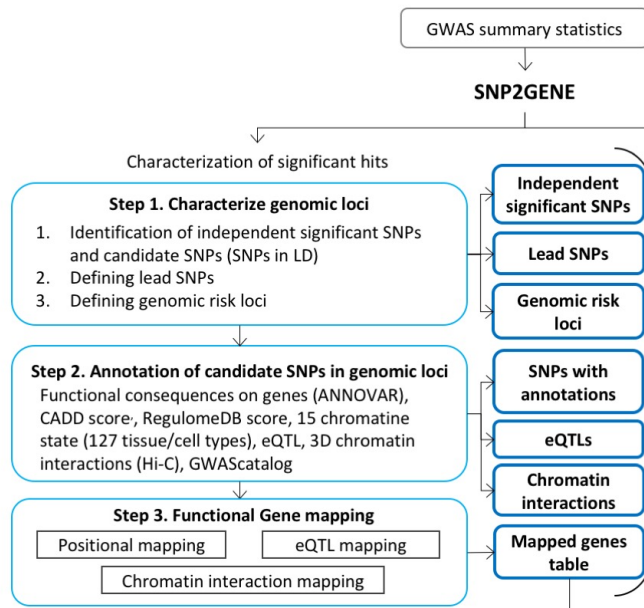 GWAS summary statistics
SNP2GENE
Characterization of significant hits
Step 1. Characterize genomic loci
1. Identification of independent significant SNPs
and candidate SNPs (SNPs in LD)
2. Defining lead SNPs
3. Defining genomic risk loci
Independent
significant SNPs
Lead SNPs
Genomic risk
loci
Step 2. Annotation of candidate SNPs in genomic loci
Functional consequences on genes (ANNOVAR),
CADD score, RegulomeDB score, 15 chromatine
state (127 tissue/cell types), eQTL, 3D chromatin
interactions (Hi-C), GWAScatalog
SNPs with
annotations
eQTLs
Chromatin
interactions
Step 3. Functional Gene mapping
Positional mapping
eQTL mapping
Chromatin interaction mapping
Mapped genes
table